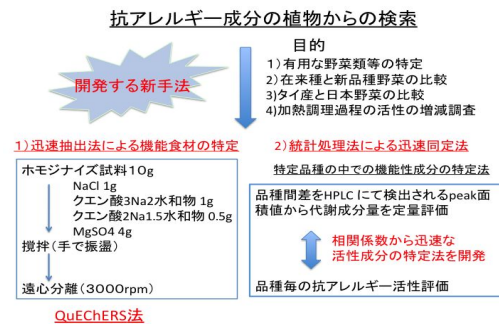 抗アレルギー成分の植物からの検索
開発する新手法
目的
1)有用な野菜類等の特定
2)在来種と新品種野菜の比較
3)タイ産と日本野菜の比較
4)加熱調理過程の活性の増減調査
1)迅速抽出法による機能食材の特定
ホモジナイズ試料10g
NaCl 1g
クエン酸3Na2水和物 1g
クエン酸2Na1.5水和物 0.5g
MgSO4 4g
撹拌(手で振盪)
遠心分離(3000rpm)
QuEChERS法
2)統計処理法による迅速同定法
特定品種の中での機能性成分の特定法
品種間差をHPLC にて検出されるpeak面
積値から代謝成分量を定量評価
相関係数から迅速な
活性成分の特定法を開発
品種毎の抗アレルギー活性評価